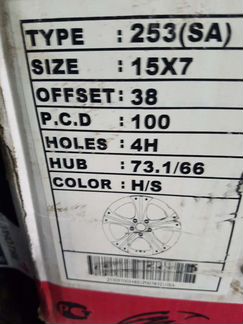 TYPE : 253(SA)
SIZE : 15X7
OFFSET: 38
P.C.D : 100
HOLES : 4H
HUB : 73.1/66
COLOR : H/S